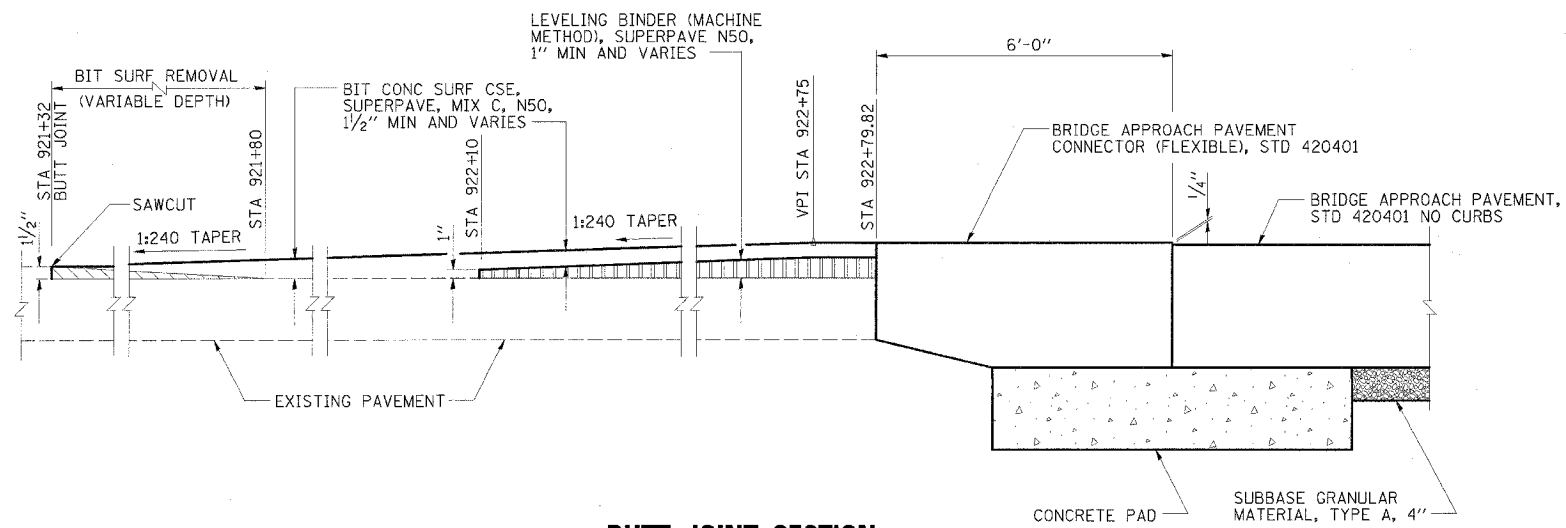 LEVELING BINDER (MACHINE
METHOD), SUPERPAVE N50,
1" MIN AND VARIES
6'-0"
BIT SURF REMOVAL
(VARIABLE DEPTH)
BIT CONC SURF CSE,
SUPERPAVE, MIX C, N50,
1 1/2" MIN AND VARIES
STA 921+32
BUTT JOINT
STA 921+80
STA 922+10
VPI STA 922+75
STA 922+79.82
BRIDGE APPROACH PAVEMENT
CONNECTOR (FLEXIBLE), STD 420401
1/4"
BRIDGE APPROACH PAVEMENT,
STD 420401 NO CURBS
SAWCUT
1 1/2"
1:240 TAPER
1"
1:240 TAPER
EXISTING PAVEMENT
CONCRETE PAD
SUBBASE GRANULAR
MATERIAL, TYPE A, 4"
BUTT JOINT SECTION